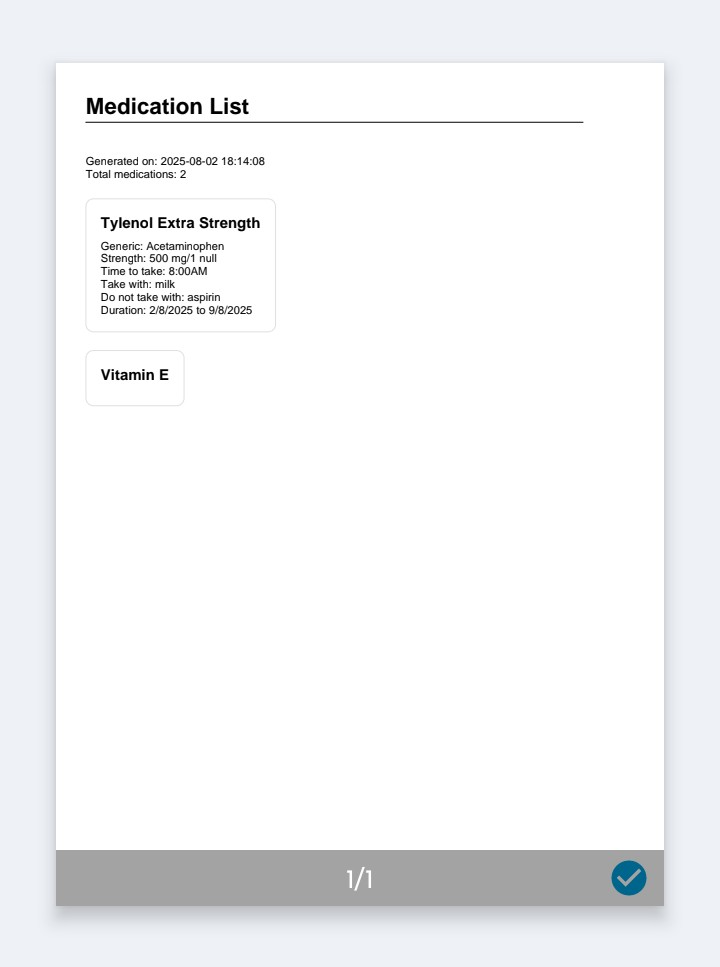 Medication List
Generated on: 2025-08-02 18:14:08
Total medications: 2
Tylenol Extra Strength
Generic: Acetaminophen
Strength: 500 mg/1 null
Time to take: 8:00AM
Take with: milk
Do not take with: aspirin
Duration: 2/8/2025 to 9/8/2025
Vitamin E
1/1